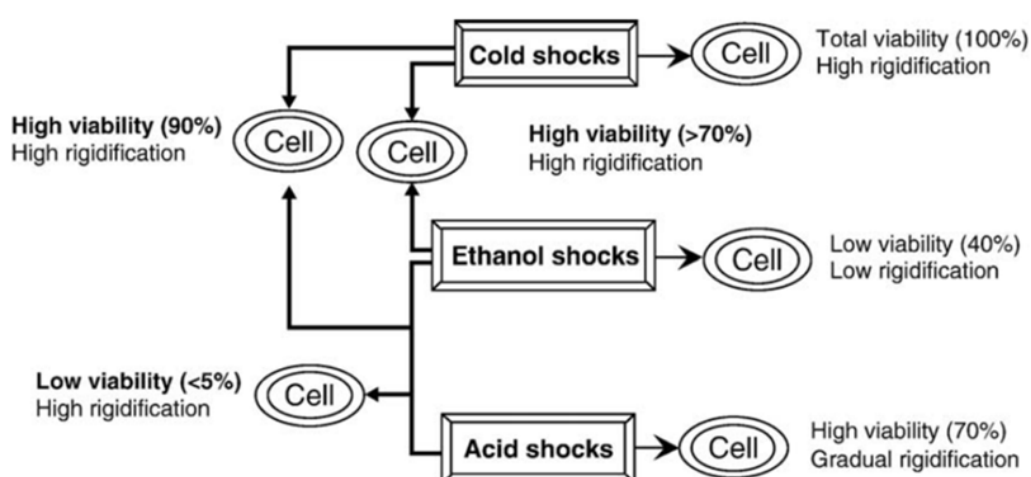 Cold shocks
Cell
Total viability (100%)
High rigidification
High viability (90%)
High rigidification
Cell
Cell
High viability (>70%)
High rigidification
Ethanol shocks
Cell
Low viability (40%)
Low rigidification
Low viability (<5%)
High rigidification
Cell
Acid shocks
Cell
High viability (70%)
Gradual rigidification